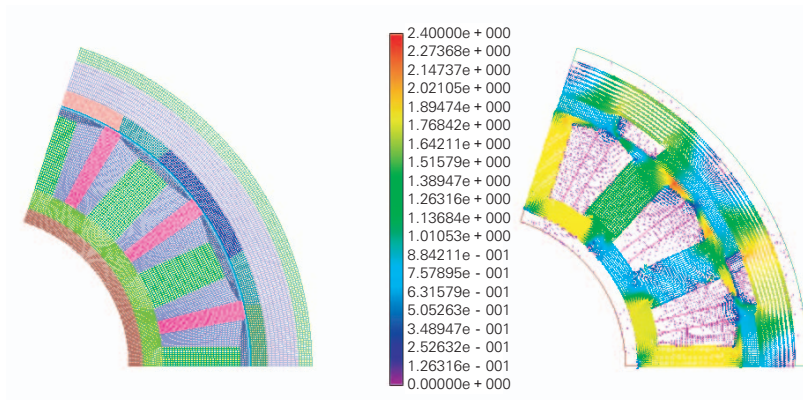 2.40000e + 000
2.27368e + 000
2.14737e + 000
2.02105e + 000
1.89474e + 000
1.76842e + 000
1.64211e + 000
1.51579e + 000
1.38947e + 000
1.26316e + 000
1.13684e + 000
1.01053e + 000
8.84211e - 001
7.57895e - 001
6.31579e - 001
5.05263e - 001
3.48947e - 001
2.52632e - 001
1.26316e - 001
0.00000e + 000